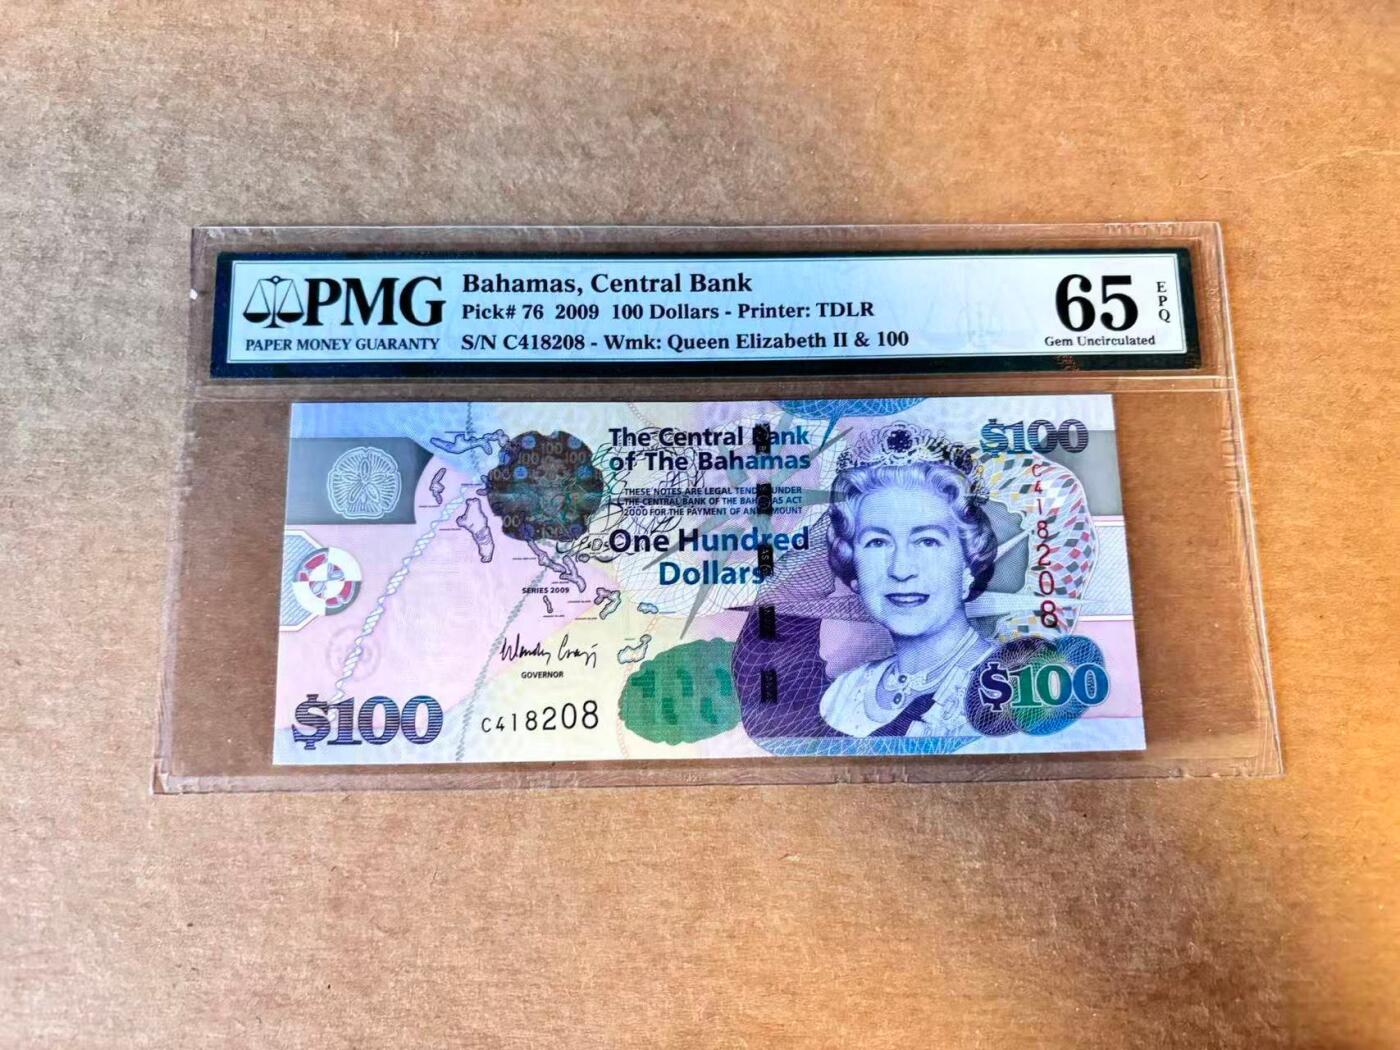 PMG
PAPER MONEY GUARANTY
Bahamas, Central Bank
Pick# 76 2009 100 Dollars - Printer: TDLR
S/N C418208 - Wmk: Queen Elizabeth II & 100
65
EPQ
Gem Uncirculated
The Central Bank
of The Bahamas
THESE NOTES ARE LEGAL TENDER UNDER
THE CENTRAL BANK OF THE BAHAMAS ACT
2000 FOR THE PAYMENT OF ANY AMOUNT
One Hundred
Dollars
$100
C418208
SERIES 2009
GOVERNOR
$100
C418208
100
$100